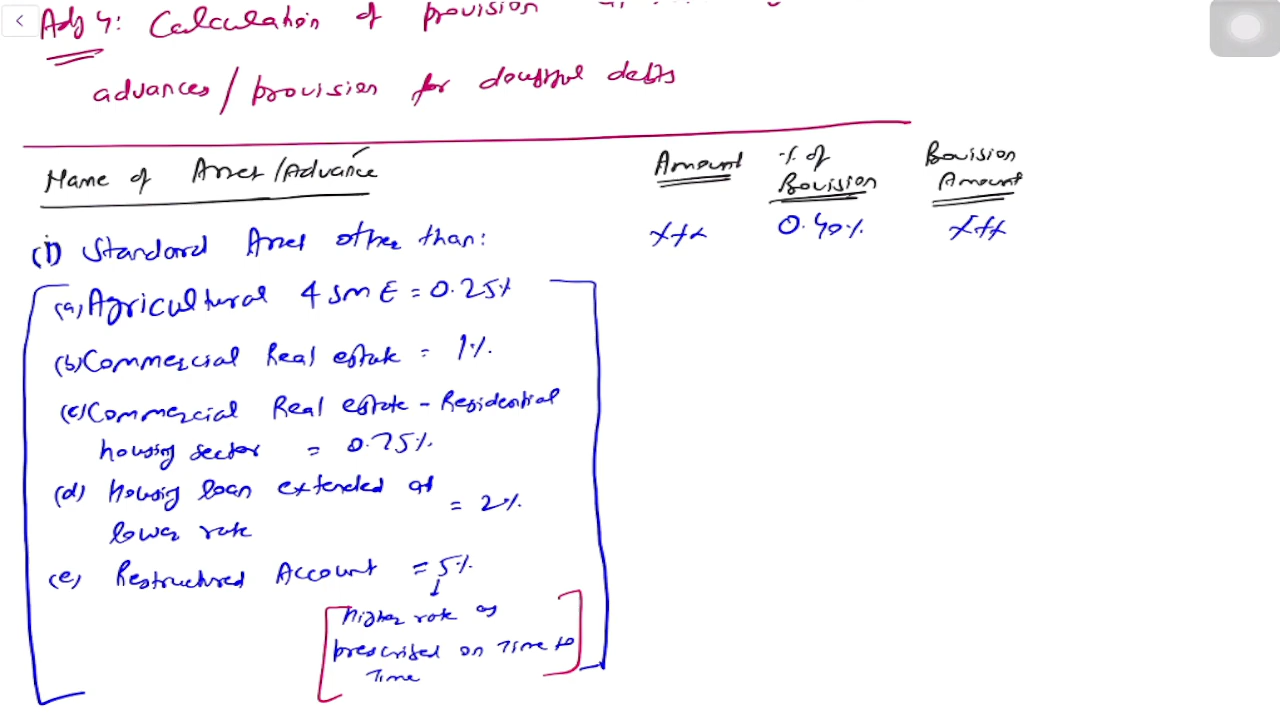 Adj 4: Calculation of provision
advances/provision for doubtful debts
Name of Asset/Advance Amount % of Provision Provision Amount
(i) Standard Asset other than: xxx 0.40% xxx
(a) Agricultural & SME = 0.25%
(b) Commercial Real estate = 1%.
(c) Commercial Real estate - Residential
housing sector = 0.75%.
(d) Housing loan extended at
lower rate = 2%.
(e) Restructured Account = 5%.
higher rate as
prescribed on Time to
Time